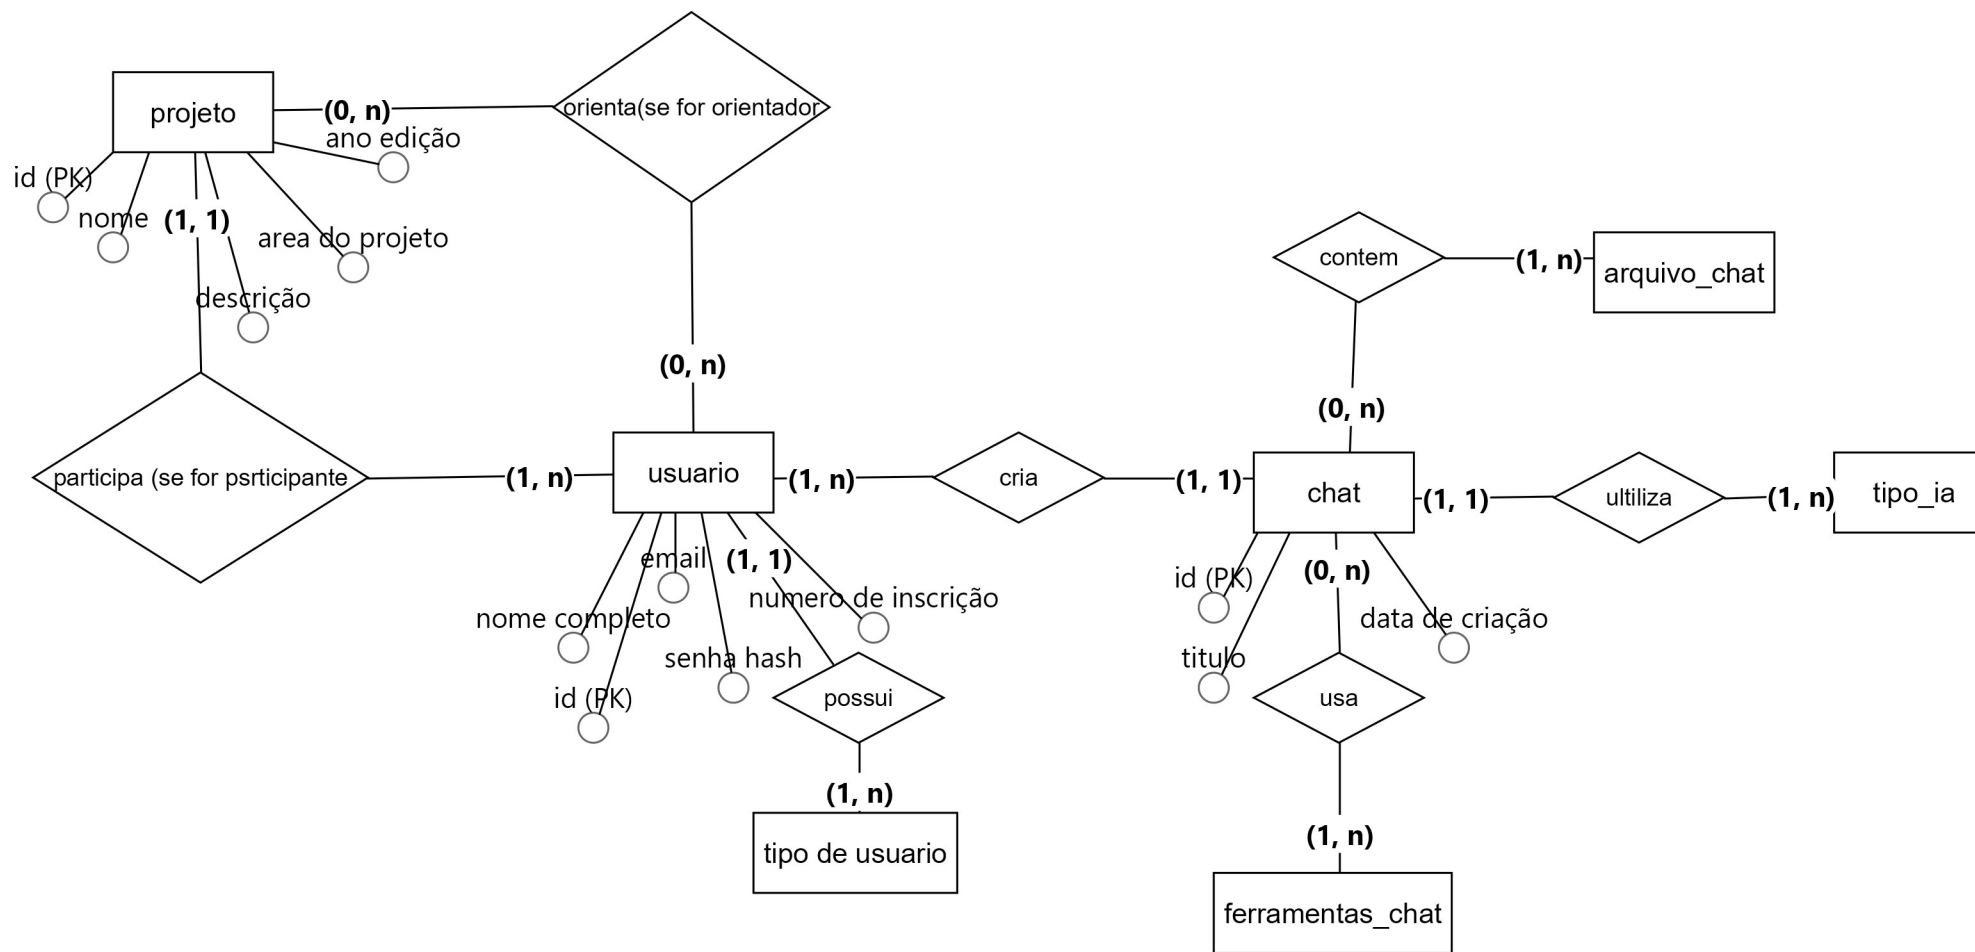 projeto
(0, n)
orienta(se for orientador
ano edição
id (PK)
nome
(1, 1)
area do projeto
descrição
participa (se for psrticipante
(1, n)
(0, n)
usuario
(1, n)
cria
(1, 1)
chat
(1, 1)
ultiliza
(1, n)
tipo_ia
contem
(1, n)
arquivo_chat
(0, n)
email
(1, 1)
numero de inscrição
nome completo
senha hash
id (PK)
possui
(1, n)
tipo de usuario
id (PK)
(0, n)
data de criação
titulo
usa
(1, n)
ferramentas_chat